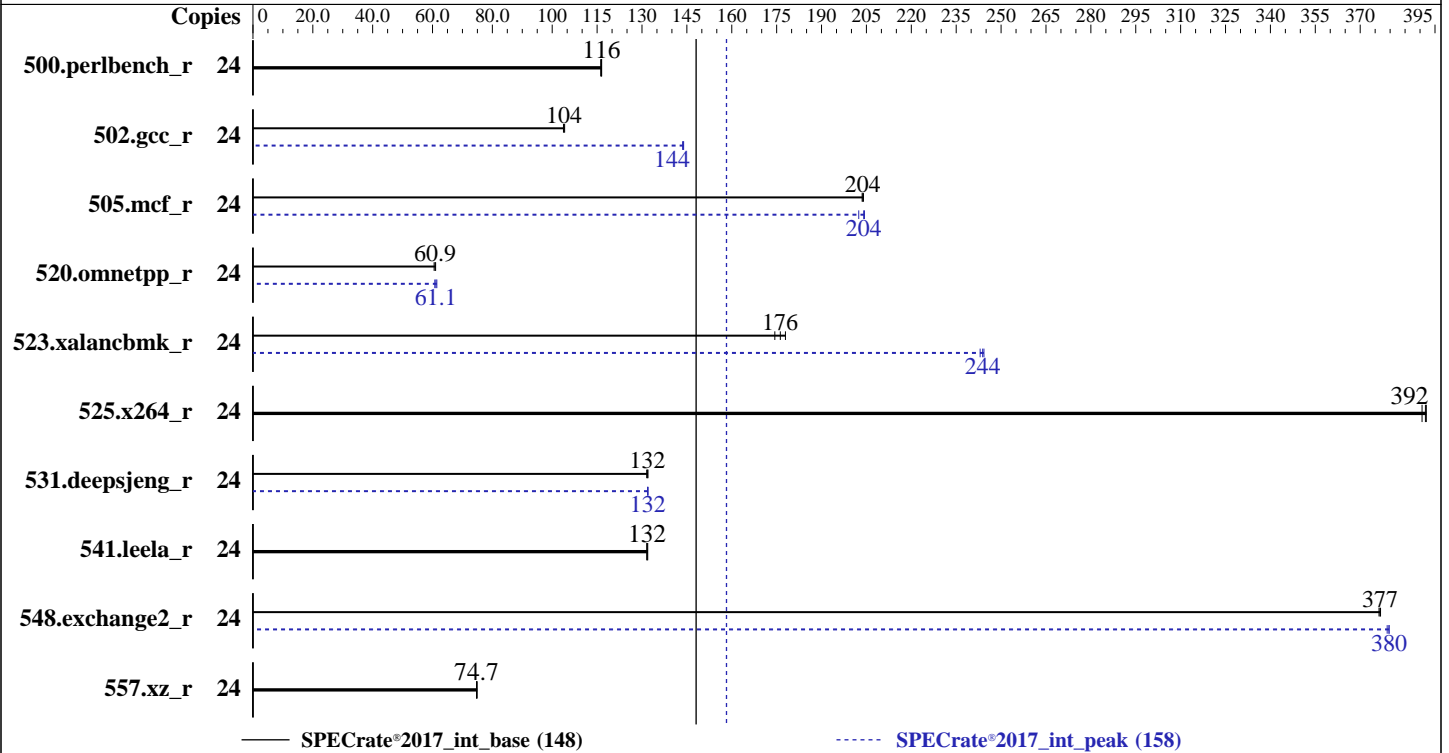 Copies 0 20.0 40.0 60.0 80.0 100 115 130 145 160 175 190 205 220 235 250 265 280 295 310 325 340 355 370 395
116
500.perlbench_r 24
104
502.gcc_r 24
144
204
505.mcf_r 24
204
60.9
520.omnetpp_r 24
61.1
176
523.xalancbmk_r 24
244
392
525.x264_r 24
132
531.deepsjeng_r 24
132
132
541.leela_r 24
377
548.exchange2_r 24
380
74.7
557.xz_r 24
SPECrate®2017_int_base (148) SPECrate®2017_int_peak (158)